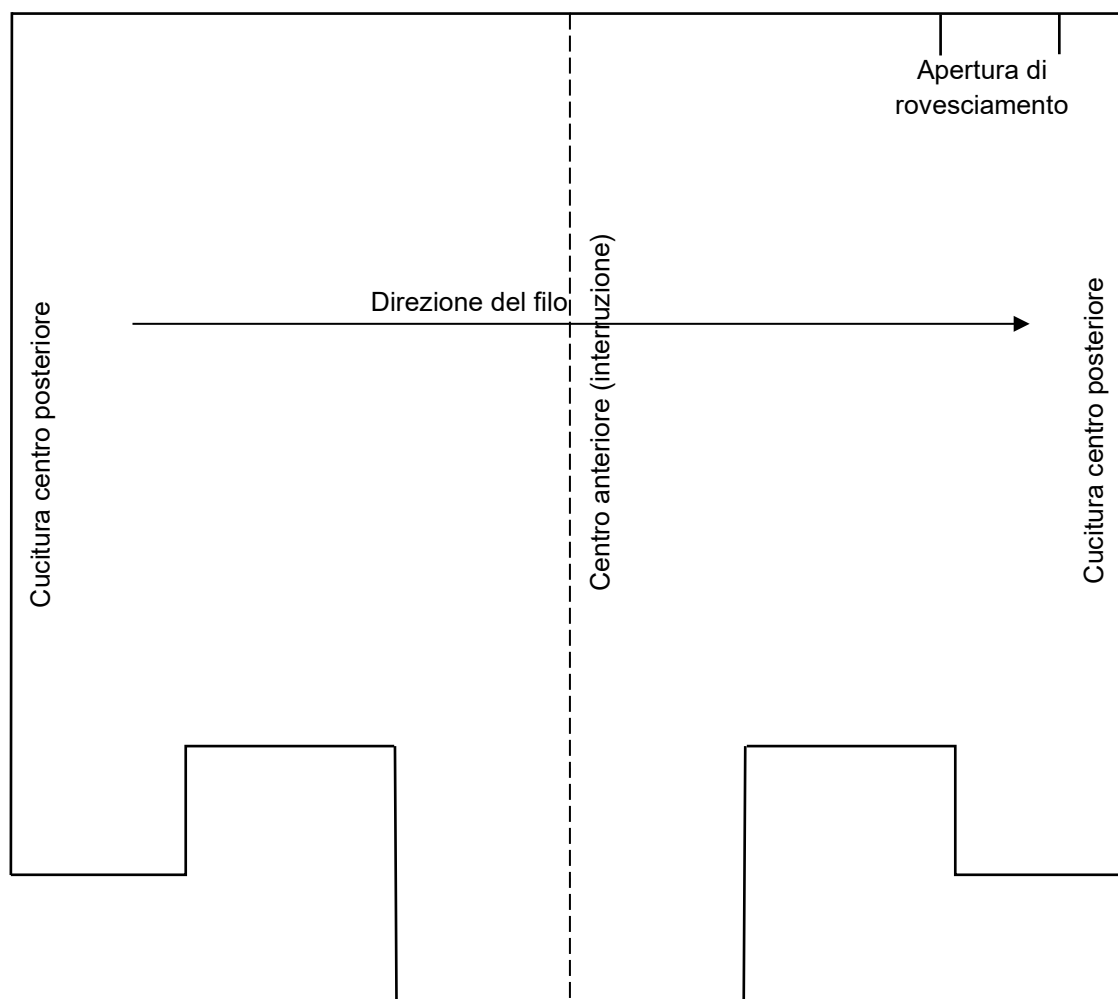 Apertura di
rovesciamento
Direzione del filo
Cucitura centro posteriore
Centro anteriore (interruzione)
Cucitura centro posteriore